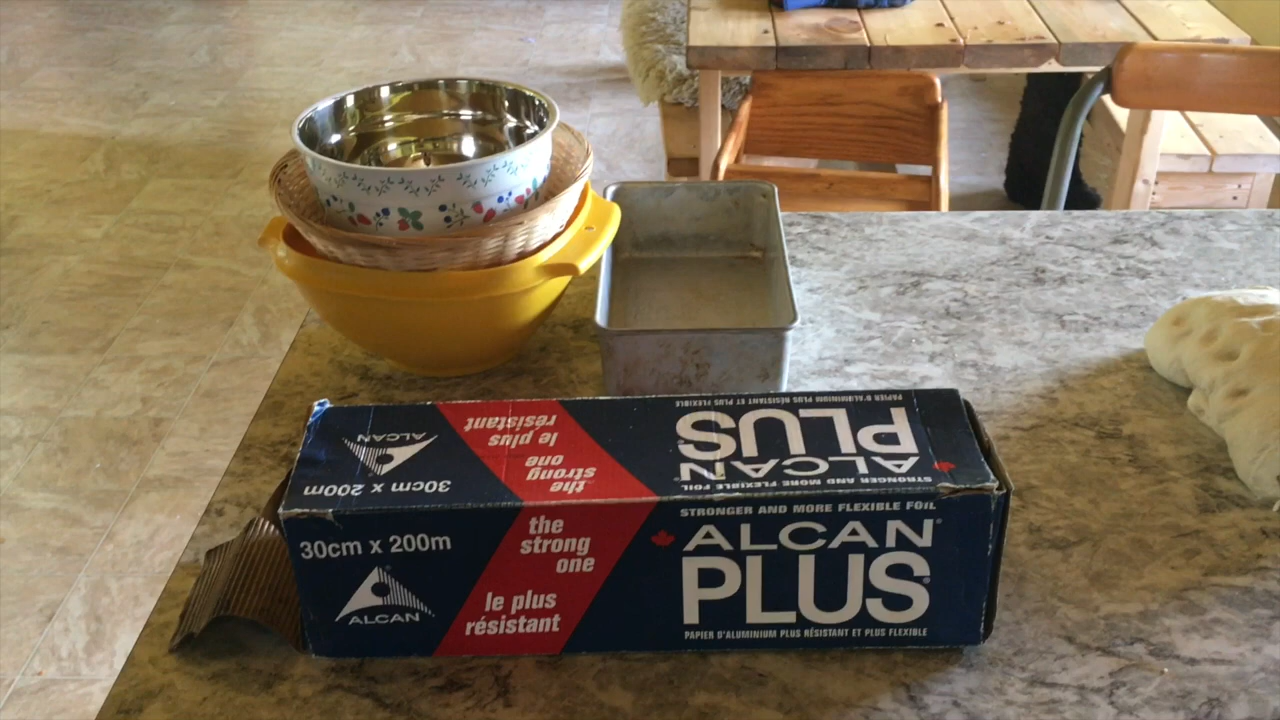 PAPIER D'ALUMINIUM PLUS RÉSISTANT ET PLUS FLEXIBLE
PLUS
ALCAN
STRONGER AND MORE FLEXIBLE FOIL
le plus
résistant
the
strong
one
ALCAN
30cm x 200m
30cm x 200m
ALCAN
the
strong
one
le plus
résistant
STRONGER AND MORE FLEXIBLE FOIL
ALCAN
PLUS
PAPIER D'ALUMINIUM PLUS RÉSISTANT ET PLUS FLEXIBLE